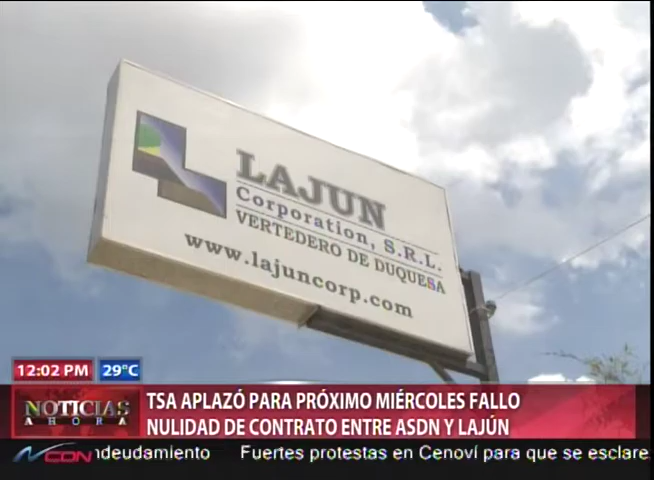 LAJUN
Corporation, S.R.L.
VERTEDERO DE DUQUESA
www.lajuncorp.com
12:02 PM 29°C
NOTICIAS
AHORA
TSA APLAZÓ PARA PRÓXIMO MIÉRCOLES FALLO
NULIDAD DE CONTRATO ENTRE ASDN Y LAJÚN
CDN ndeudamiento Fuertes protestas en Cenoví para que se esclare